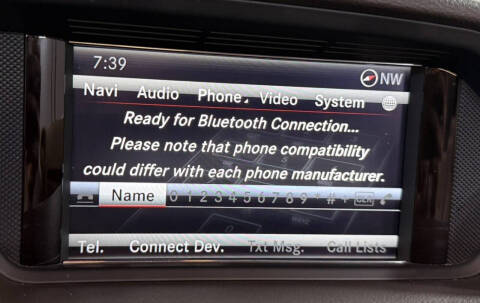 7:39 NW
Navi Audio Phone Video System
Ready for Bluetooth Connection...
Please note that phone compatibility
could differ with each phone manufacturer.
Name 0 1 2 3 4 5 6 7 8 9 * # + CLR
Tel. Connect Dev. Txt Msg. Call Lists